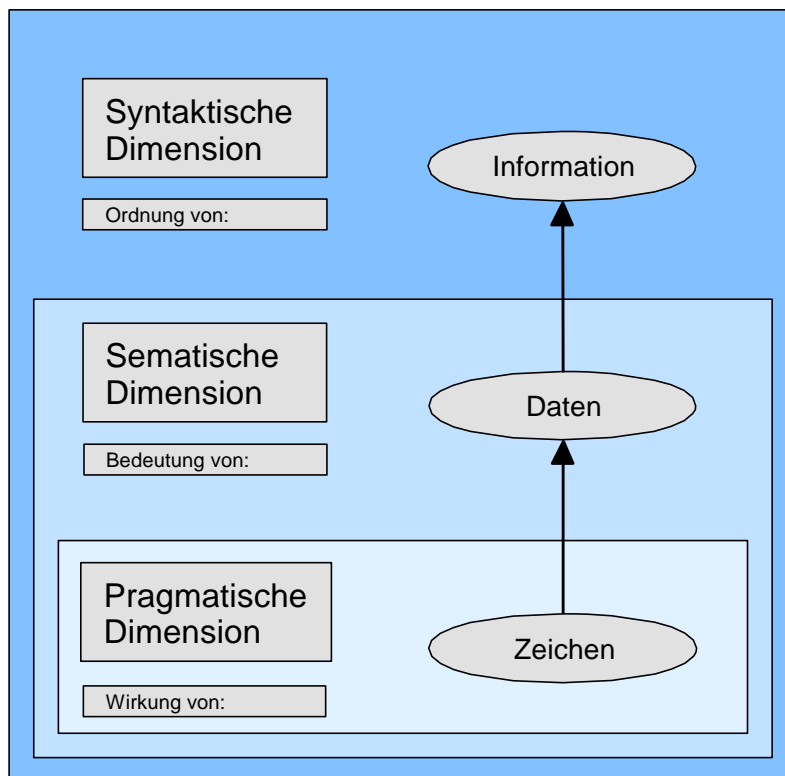 Syntaktische
Dimension
Information
Ordnung von:
Sematische
Dimension
Daten
Bedeutung von:
Pragmatische
Dimension
Zeichen
Wirkung von: